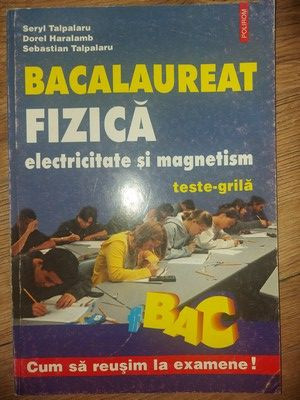 Seryl Talpalaru
Dorel Haralamb
Sebastian Talpalaru
POLIROM
BACALAUREAT
FIZICĂ
electricitate și magnetism
teste-grilă
#BAC
Cum să reușim la examene!